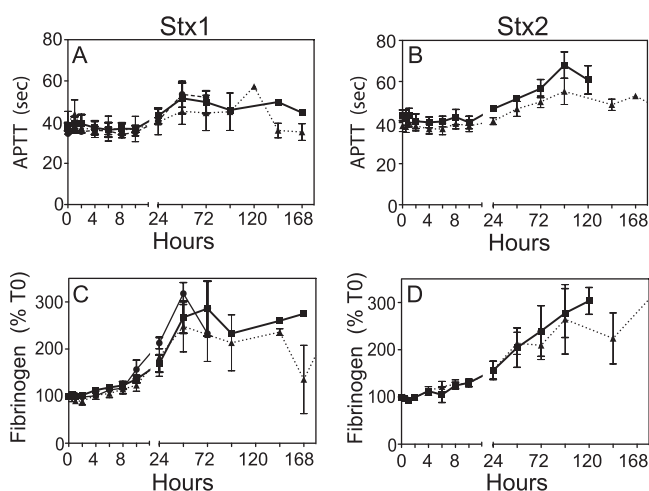 Stx1 Stx2
A B
APTT (sec) APTT (sec)
80 80
60 60
40 40
20 20
0 0
0 4 8 24 72 120 168 0 4 8 24 72 120 168
Hours Hours
C D
Fibrinogen (% T0) Fibrinogen (% T0)
300 300
200 200
100 100
0 0
0 4 8 24 72 120 168 0 4 8 24 72 120 168
Hours Hours